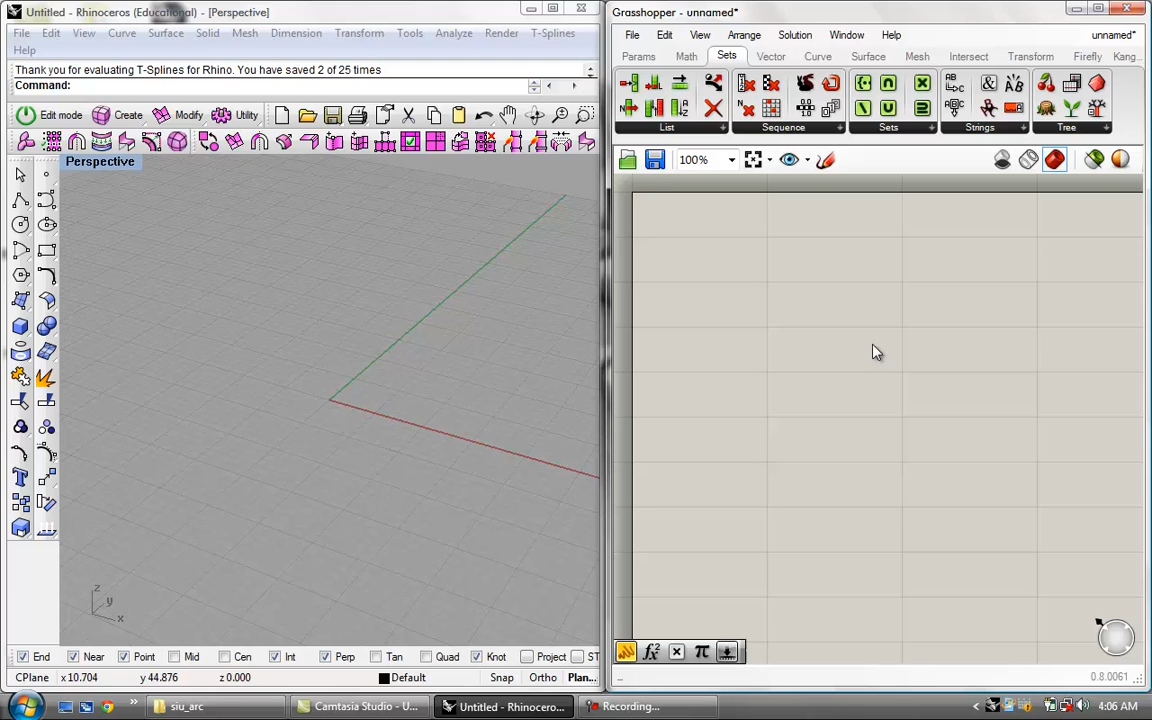 Untitled - Rhinoceros (Educational) - [Perspective]
File Edit View Curve Surface Solid Mesh Dimension Transform Tools Analyze Render T-Splines
Help
Thank you for evaluating T-Splines for Rhino. You have saved 2 of 25 times
Command:
Edit mode Create Modify Utility
Perspective
z
y
x
End Near Point Mid Cen Int Perp Tan Quad Knot Project ST
CPlane x 10.704 y 44.876 z 0.000 Default Snap Ortho Plan...
Grasshopper - unnamed*
File Edit View Arrange Solution Window Help unnamed*
Params Math Sets Vector Curve Surface Mesh Intersect Transform Firefly Kang
List Sequence Sets Strings Tree
100%
0.8.0061
siu_arc Camtasia Studio - U... Untitled - Rhinocero... Recording... 4:06 AM